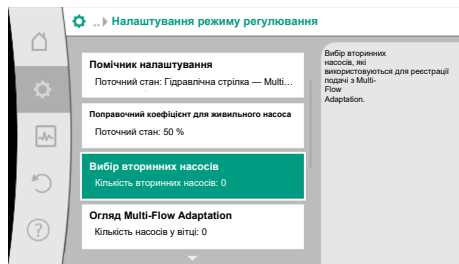 ..▸ Налаштування режиму регулювання
Помічник налаштування
Поточний стан: Гідравлічна стрілка — Multi…
Поправочний коефіцієнт для живильного насоса
Поточний стан: 50 %
Вибір вторинних насосів
Кількість вторинних насосів: 0
Огляд Multi-Flow Adaptation
Кількість насосів у вітці: 0
Вибір вторинних
насосів, які
використовуються для реєстрації
подачі з Multi-
Flow
Adaptation.